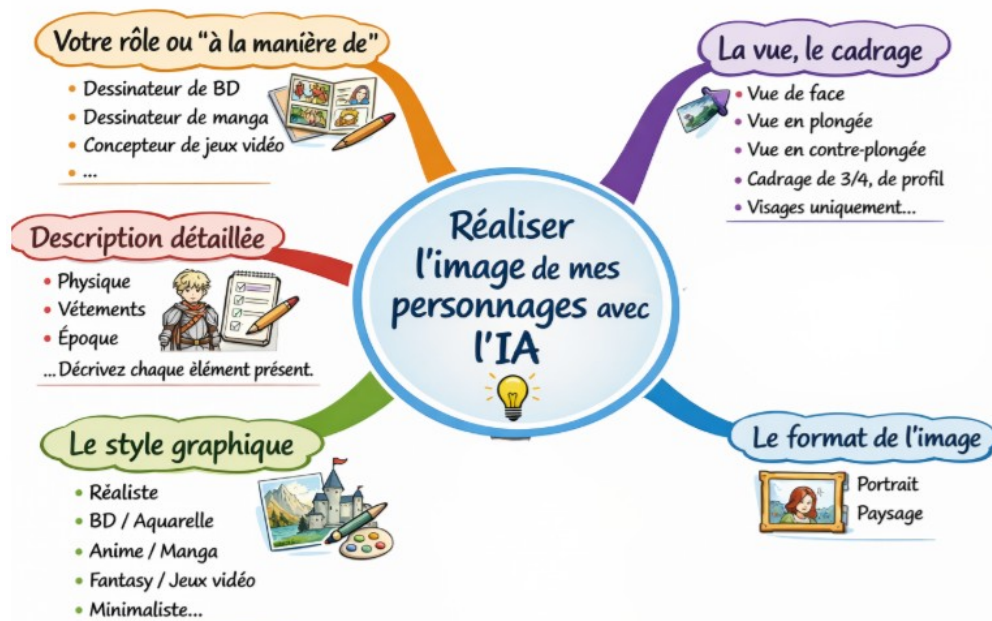 Votre rôle ou "à la manière de"
• Dessinateur de BD
• Dessinateur de manga
• Concepteur de jeux vidéo
• ...
Description détaillée
• Physique
• Vêtements
• Époque
... Décrivez chaque èlément présent.
Le style graphique
• Réaliste
• BD / Aquarelle
• Anime / Manga
• Fantasy / Jeux vidéo
• Minimaliste...
Réaliser
l'image de mes
personnages avec
l'IA
La vue, le cadrage
• Vue de face
• Vue en plongée
• Vue en contre-plongée
• Cadrage de 3/4, de profil
• Visages uniquement...
Le format de l'image
Portrait
Paysage